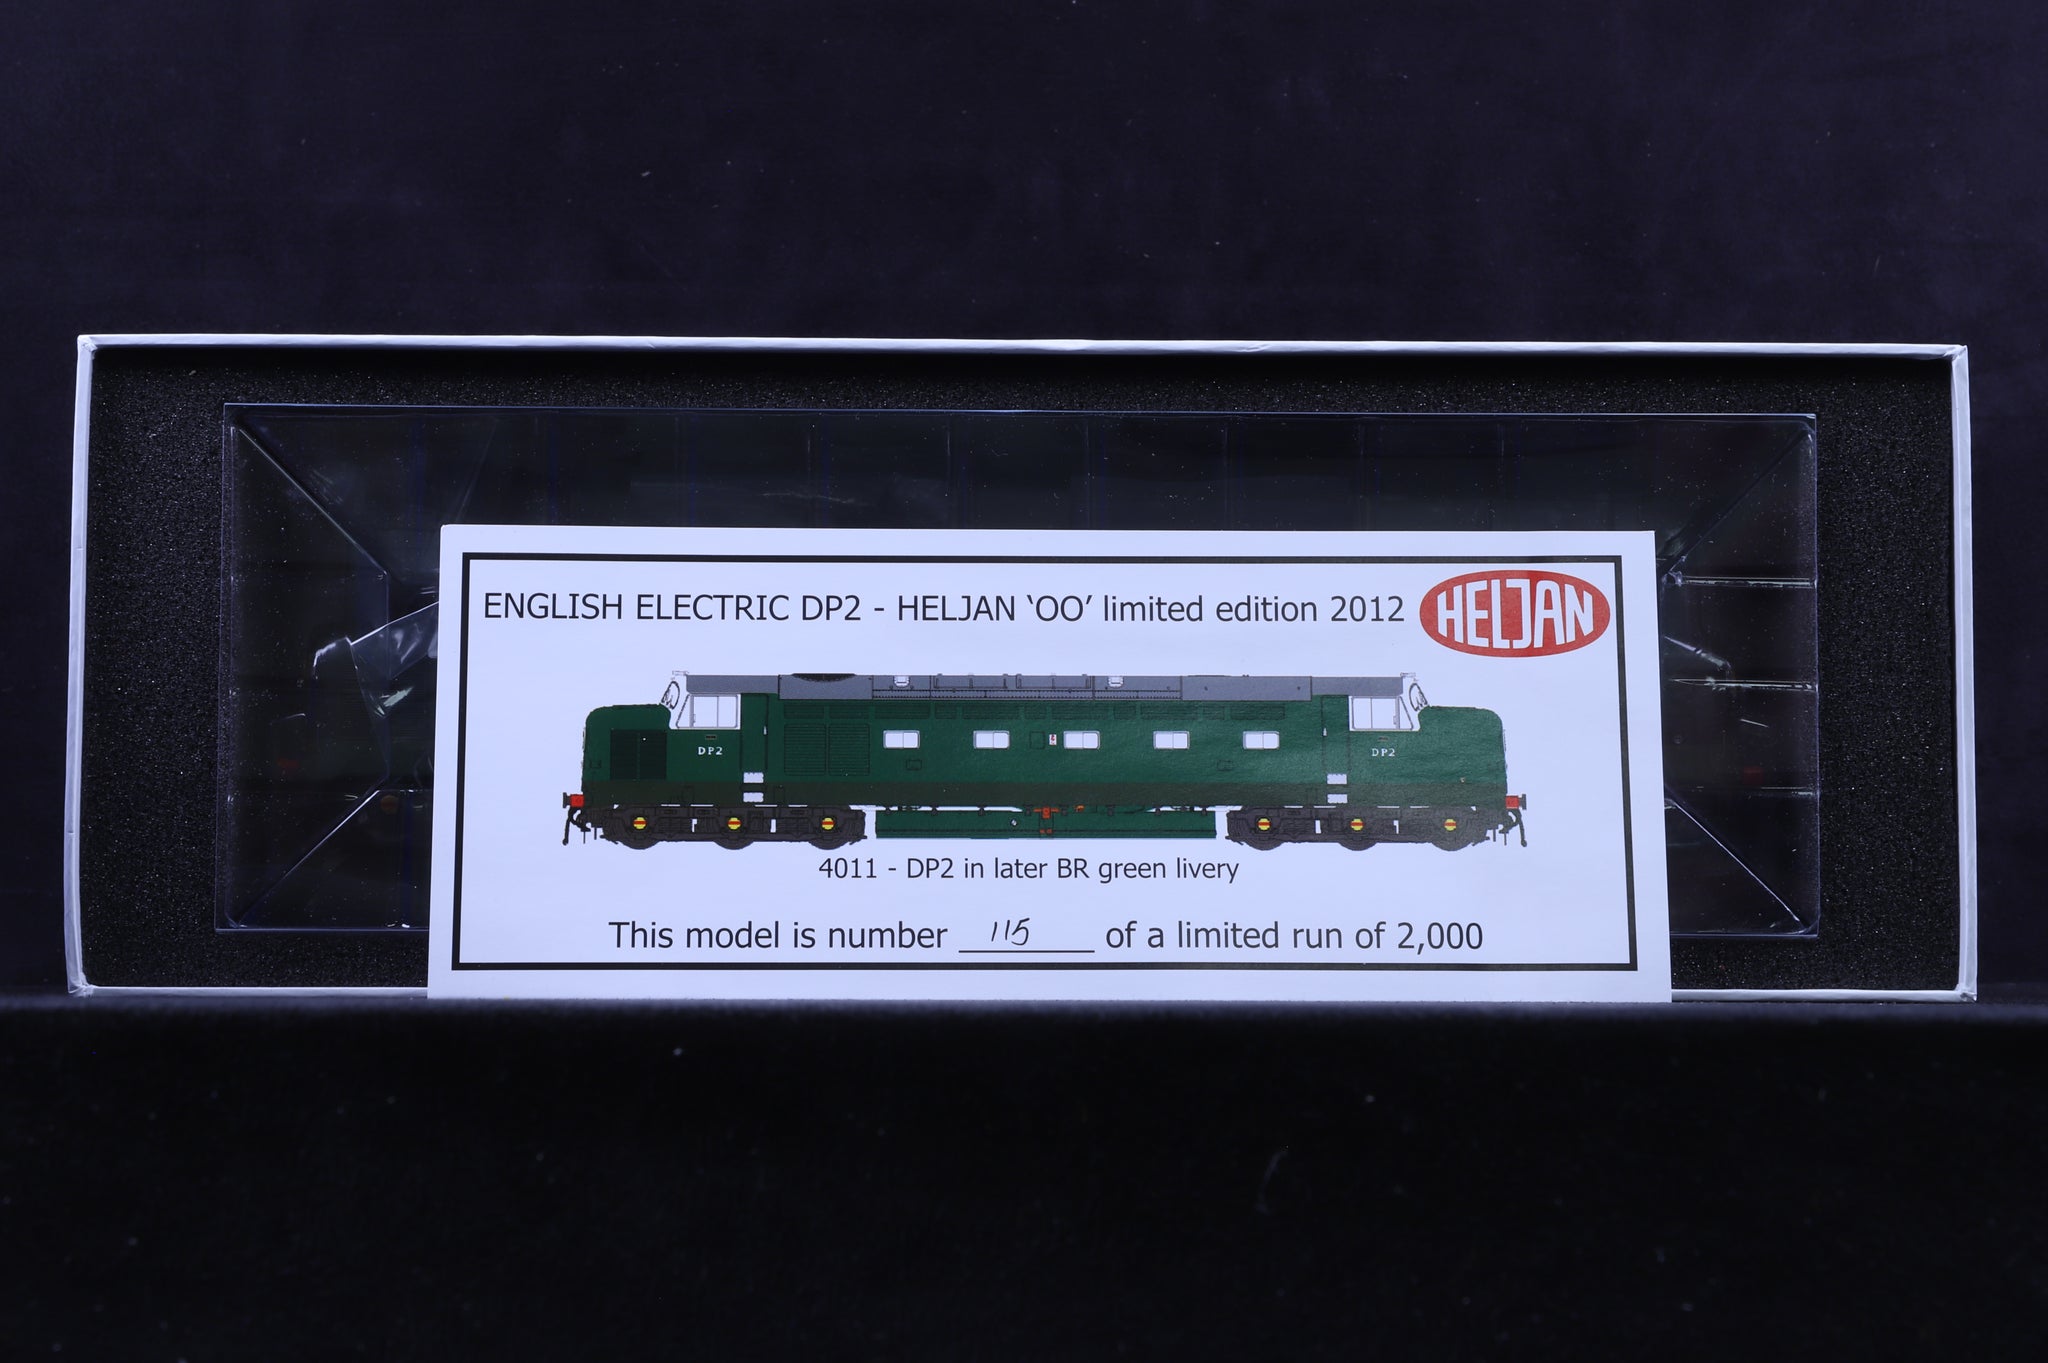 ENGLISH ELECTRIC DP2 - HELJAN ‘OO’ limited edition 2012 HELJAN
DP2 DP2
4011 - DP2 in later BR green livery
This model is number 115 of a limited run of 2,000